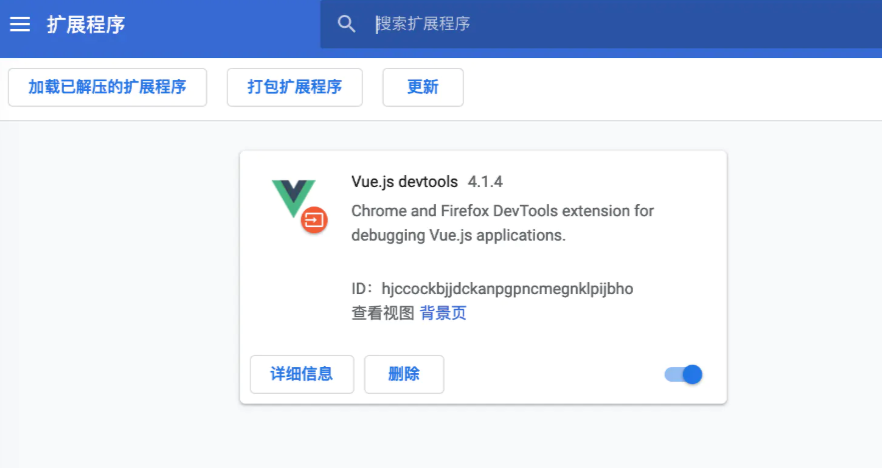 扩展程序
搜索扩展程序
加载已解压的扩展程序 打包扩展程序 更新
Vue.js devtools 4.1.4
Chrome and Firefox DevTools extension for
debugging Vue.js applications.
ID：hjccockbjjdckanpgpncmegnklpijbho
查看视图 背景页
详细信息 删除